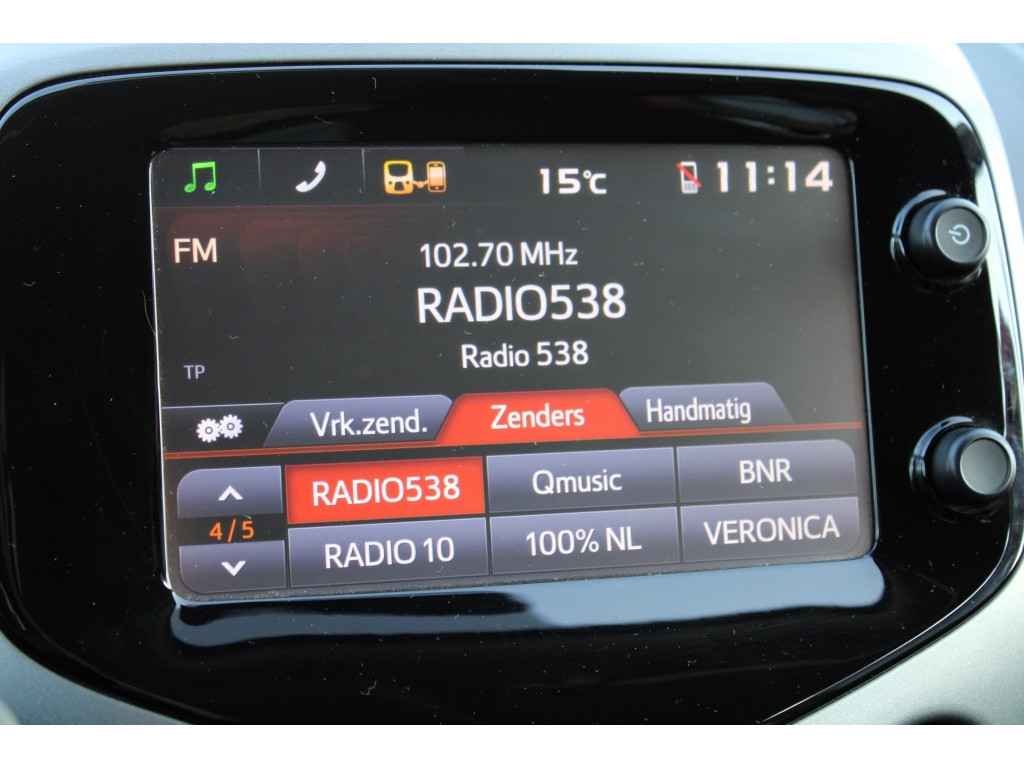 15°C 11:14
FM
102.70 MHz
RADIO538
Radio 538
TP
Vrk.zend. Zenders Handmatig
RADIO538 Qmusic BNR
4/5
RADIO 10 100% NL VERONICA